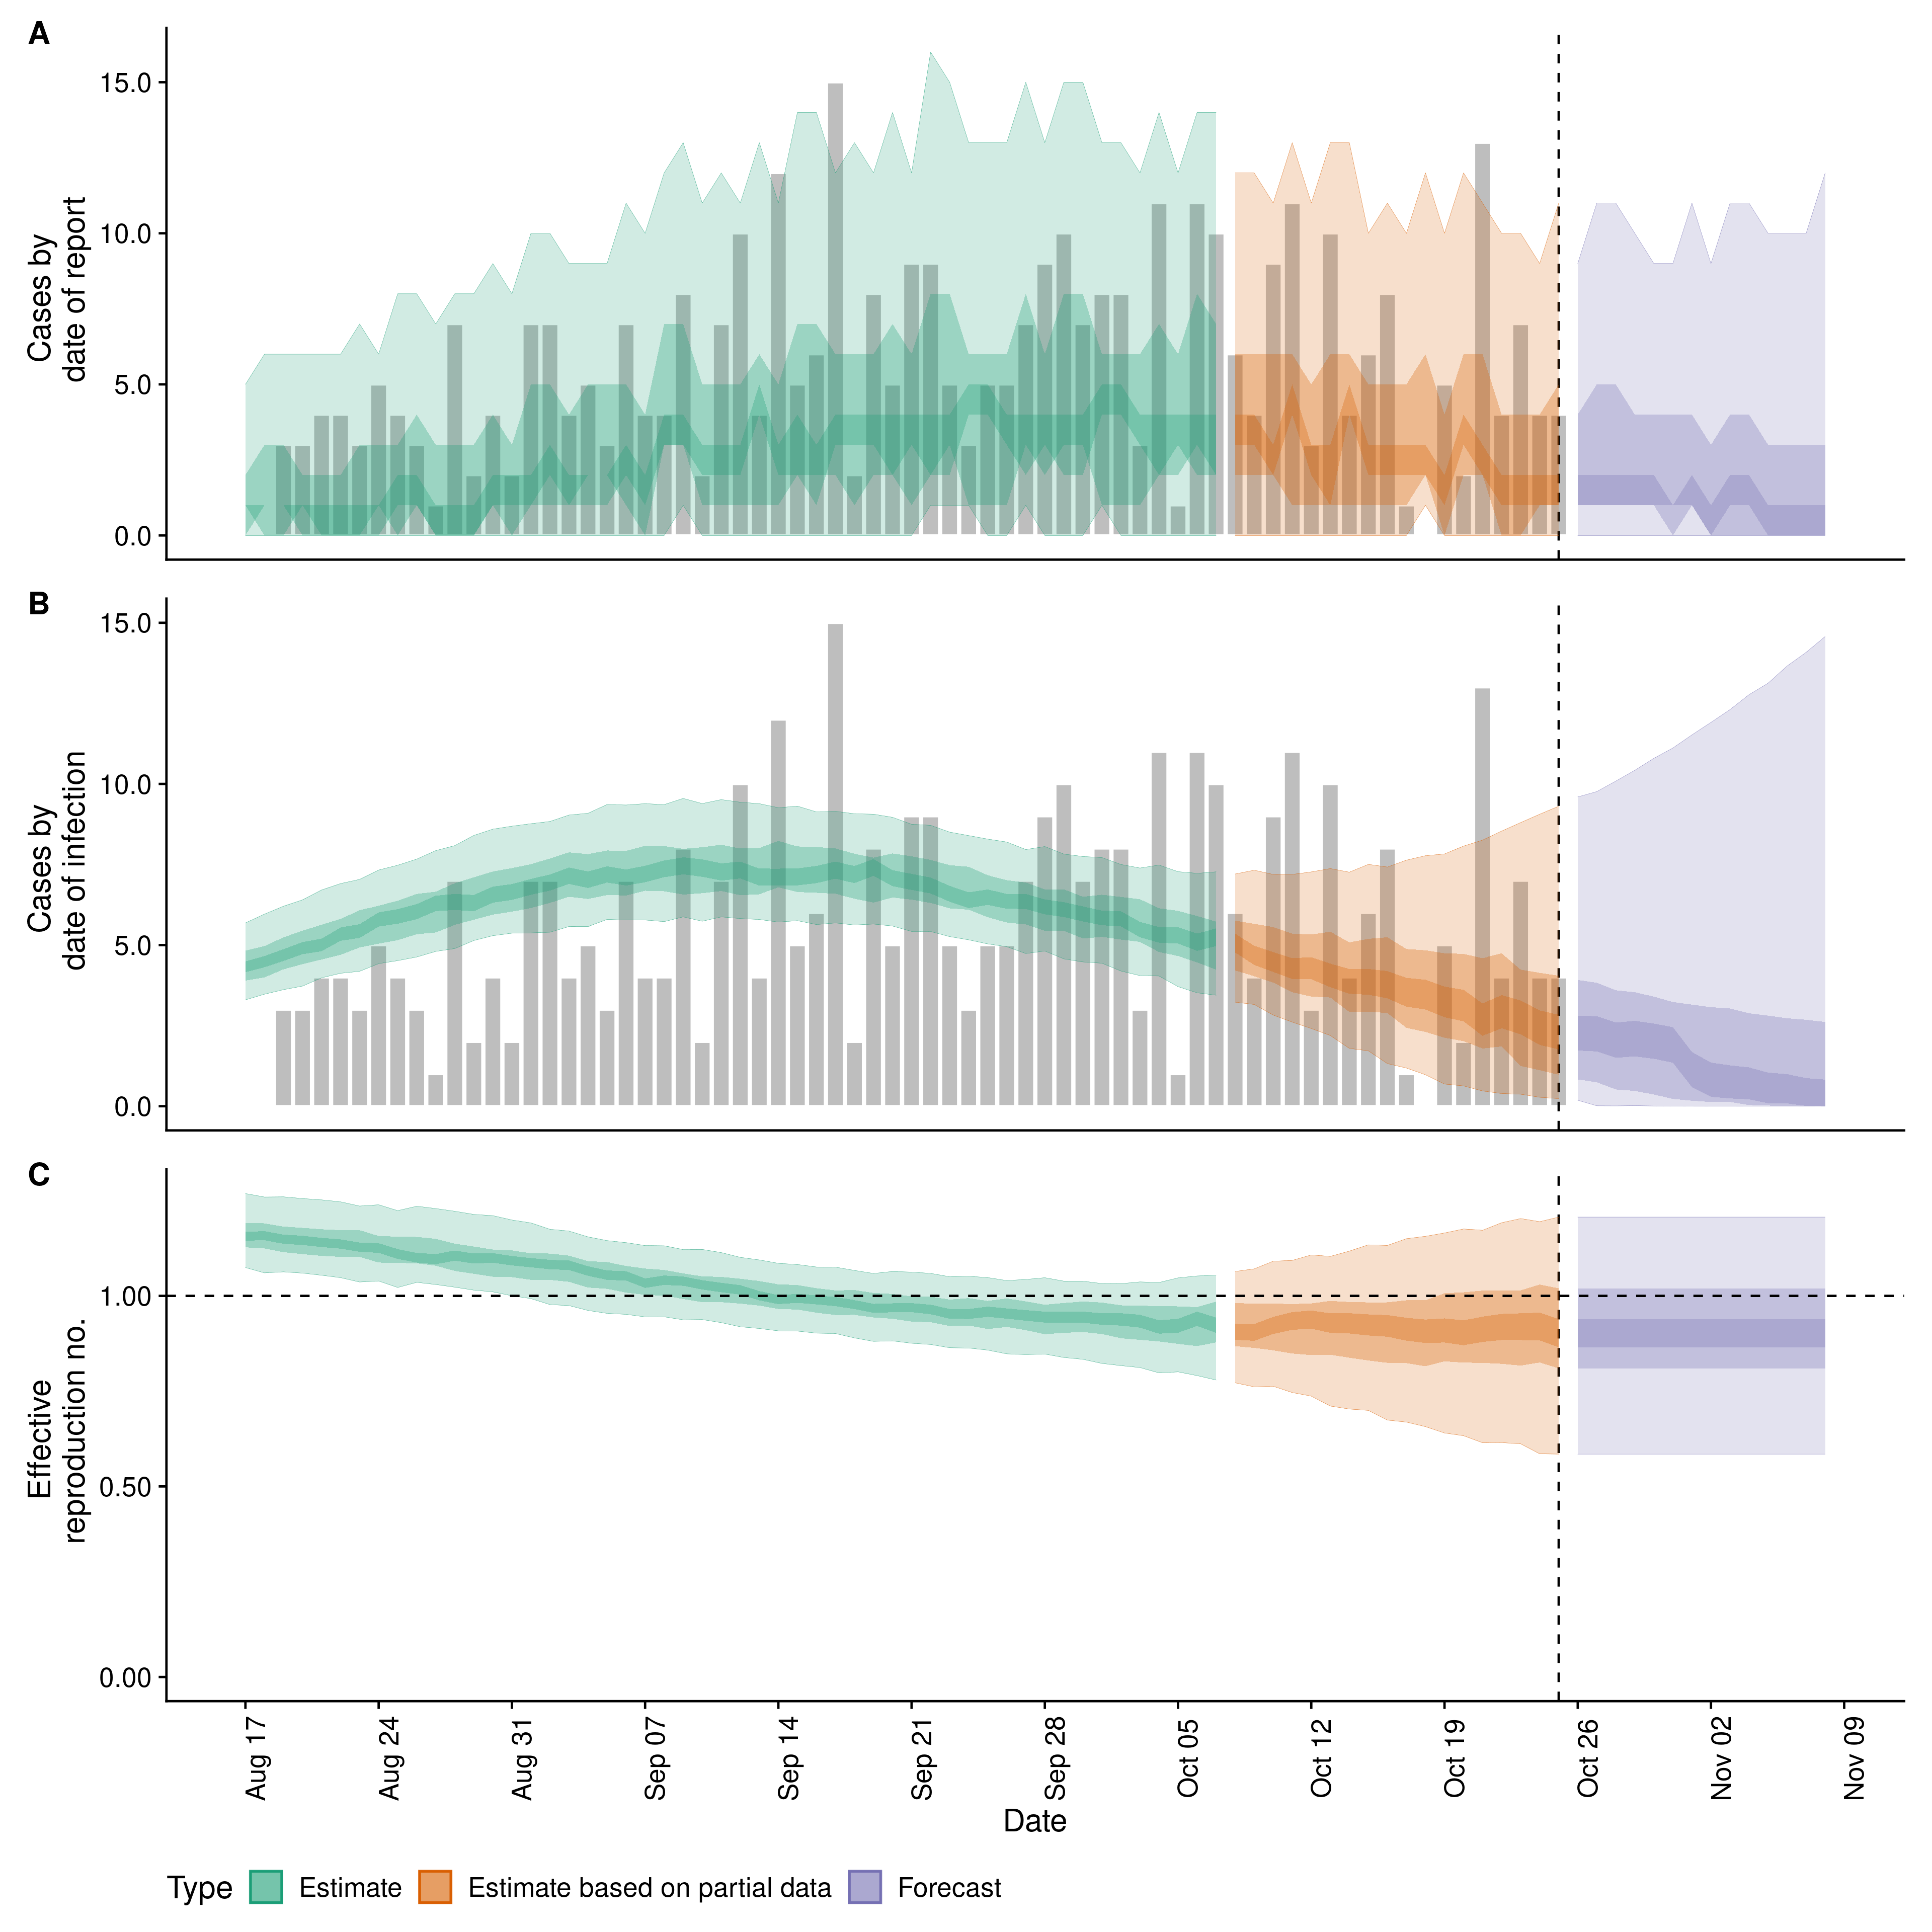 A
15.0
10.0
5.0
0.0
Cases by
date of report
B
15.0
10.0
5.0
0.0
Cases by
date of infection
C
1.00
0.50
0.00
Effective
reproduction no.
Aug 17
Aug 24
Aug 31
Sep 07
Sep 14
Sep 21
Sep 28
Oct 05
Oct 12
Oct 19
Oct 26
Nov 02
Nov 09
Date
Type Estimate Estimate based on partial data Forecast